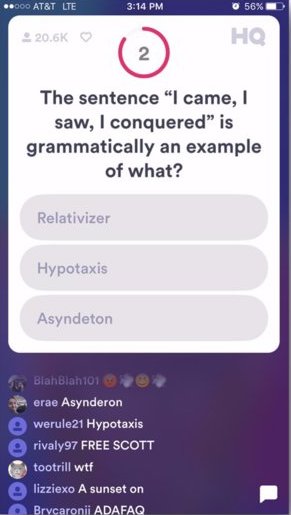 AT&T LTE 3:14 PM 56%
20.6K 2 HQ
The sentence “I came, I
saw, I conquered” is
grammatically an example
of what?
Relativizer
Hypotaxis
Asyndeton
BlahBlah101
erae Asynderon
werule21 Hypotaxis
rivaly97 FREE SCOTT
tootrill wtf
lizziexo A sunset on
Brycaronii ADAFAQ